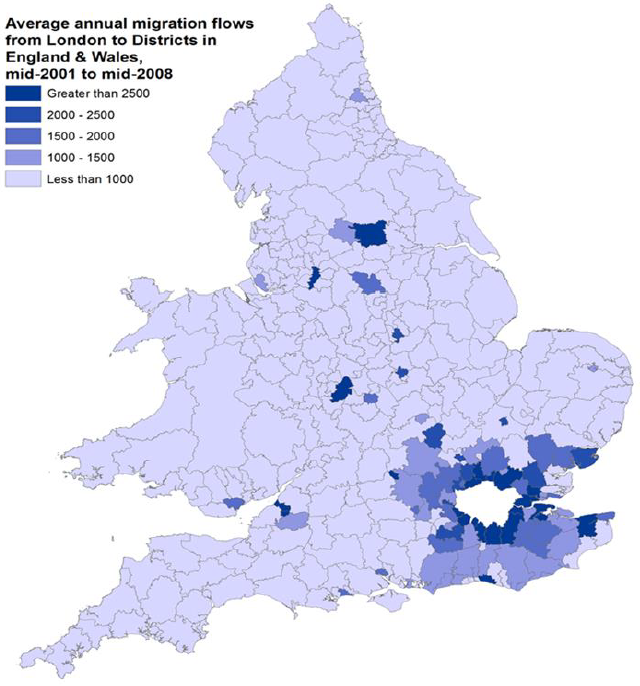 Average annual migration flows
from London to Districts in
England & Wales,
mid-2001 to mid-2008
Greater than 2500
2000 - 2500
1500 - 2000
1000 - 1500
Less than 1000